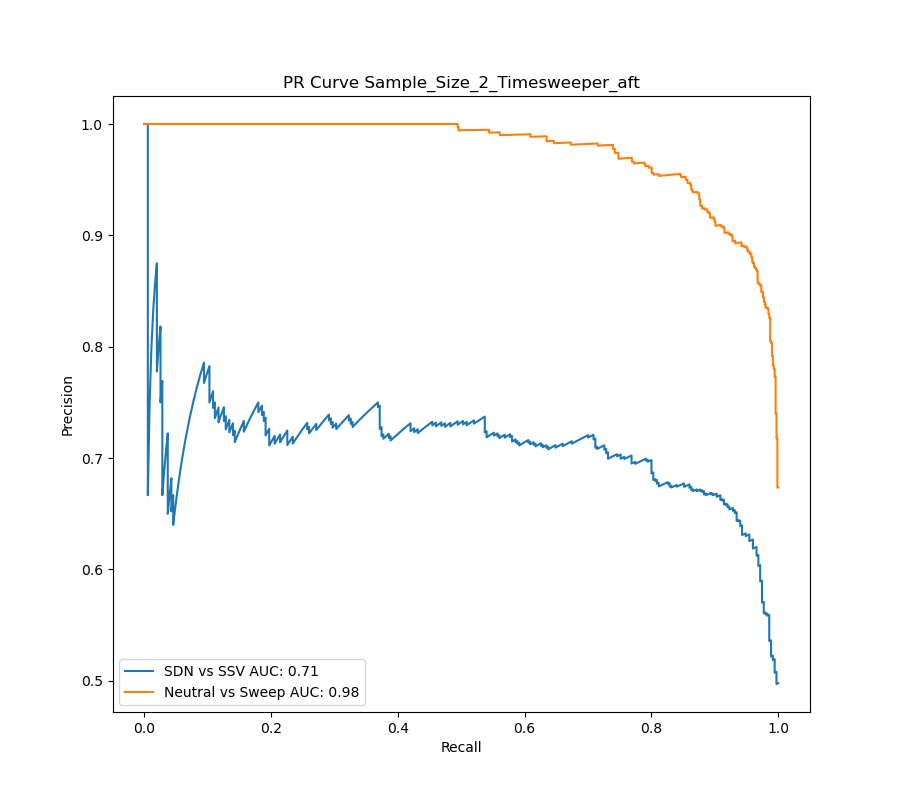 PR Curve Sample_Size_2_Timesweeper_aft
1.0
0.9
0.8
0.7
0.6
0.5
Precision
SDN vs SSV AUC: 0.71
Neutral vs Sweep AUC: 0.98
0.0 0.2 0.4 0.6 0.8 1.0
Recall